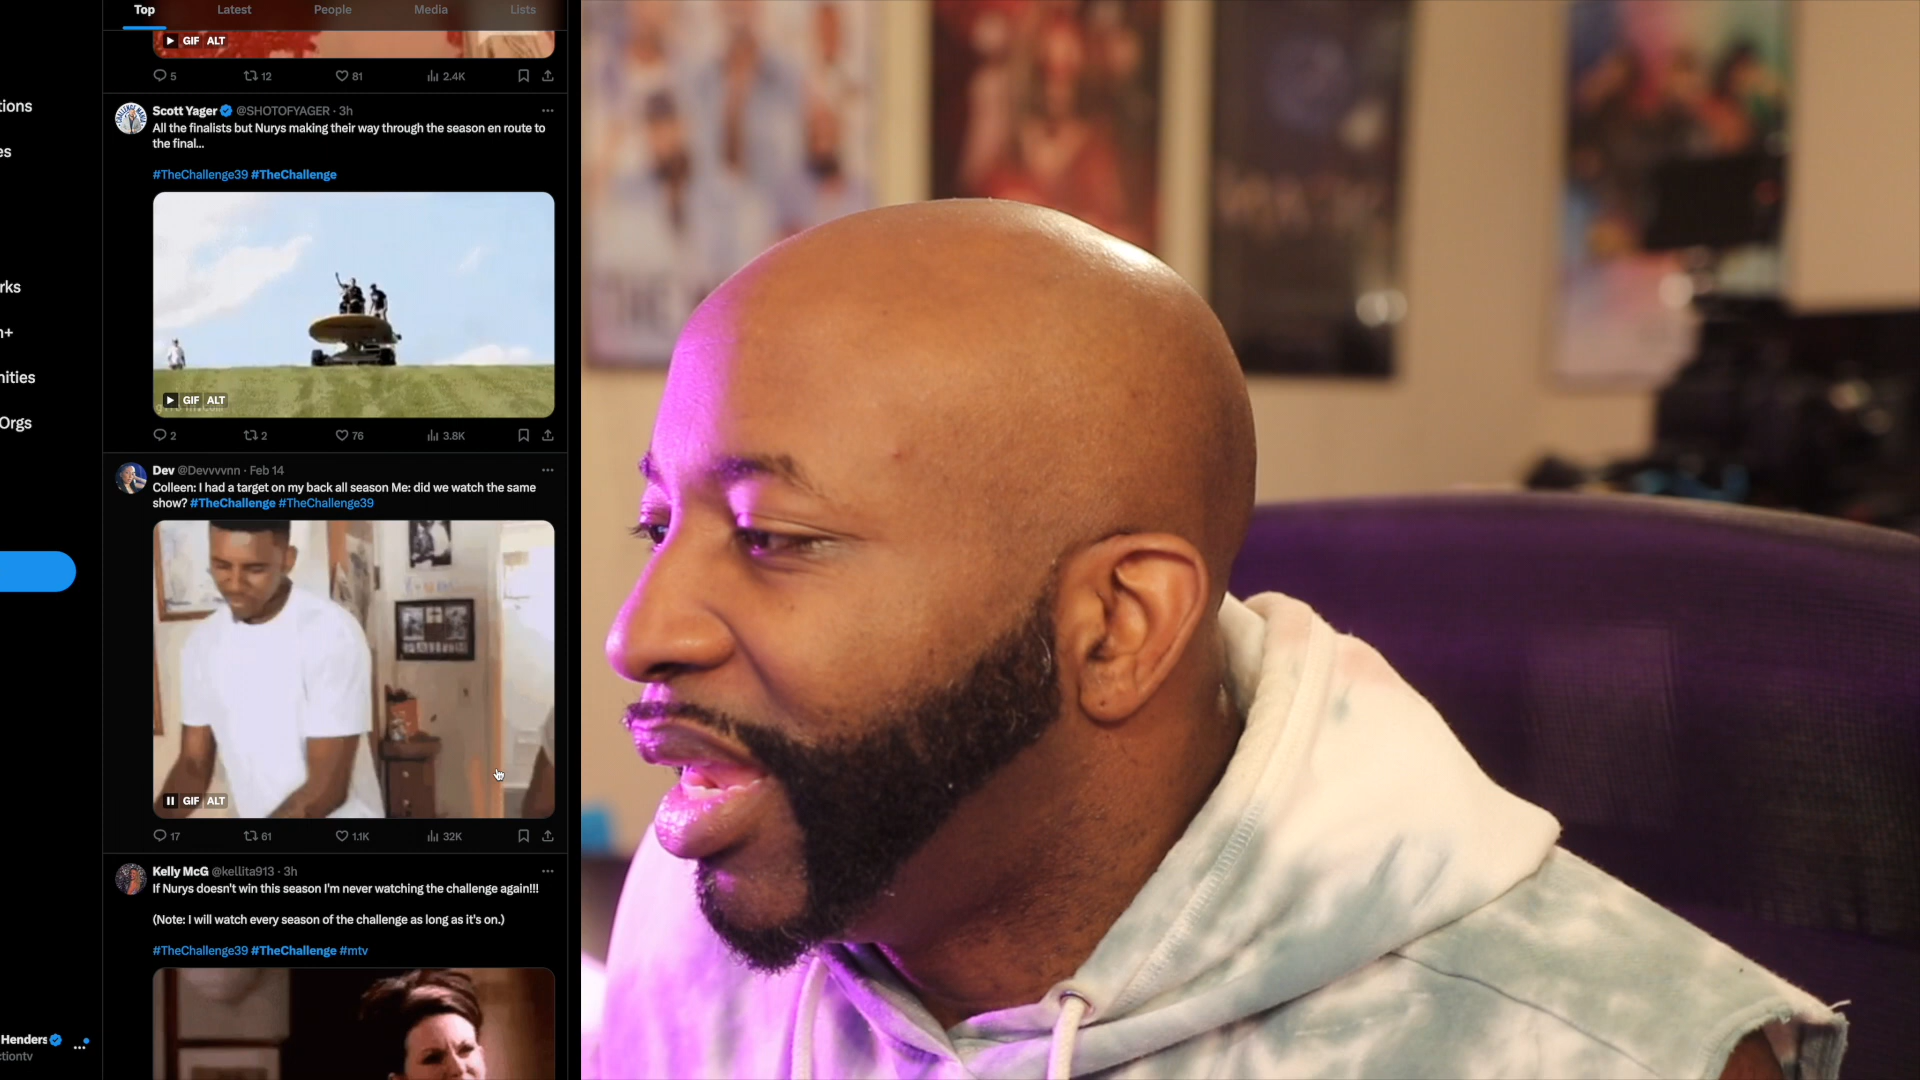 Top Latest People Media Lists
GIF ALT
5 12 81 2.4K
Scott Yager @SHOTOFYAGER · 3h
All the finalists but Nurys making their way through the season en route to
the final...
#TheChallenge39 #TheChallenge
GIF ALT
2 2 76 3.8K
Dev @Devvvvnn · Feb 14
Colleen: I had a target on my back all season Me: did we watch the same
show? #TheChallenge #TheChallenge39
GIF ALT
17 61 1.1K 32K
Kelly McG @kellita913 · 3h
If Nurys doesn't win this season I'm never watching the challenge again!!!
(Note: I will watch every season of the challenge as long as it's on.)
#TheChallenge39 #TheChallenge #mtv
tions
es
rks
n+
nities
Orgs
Henders
ctiontv